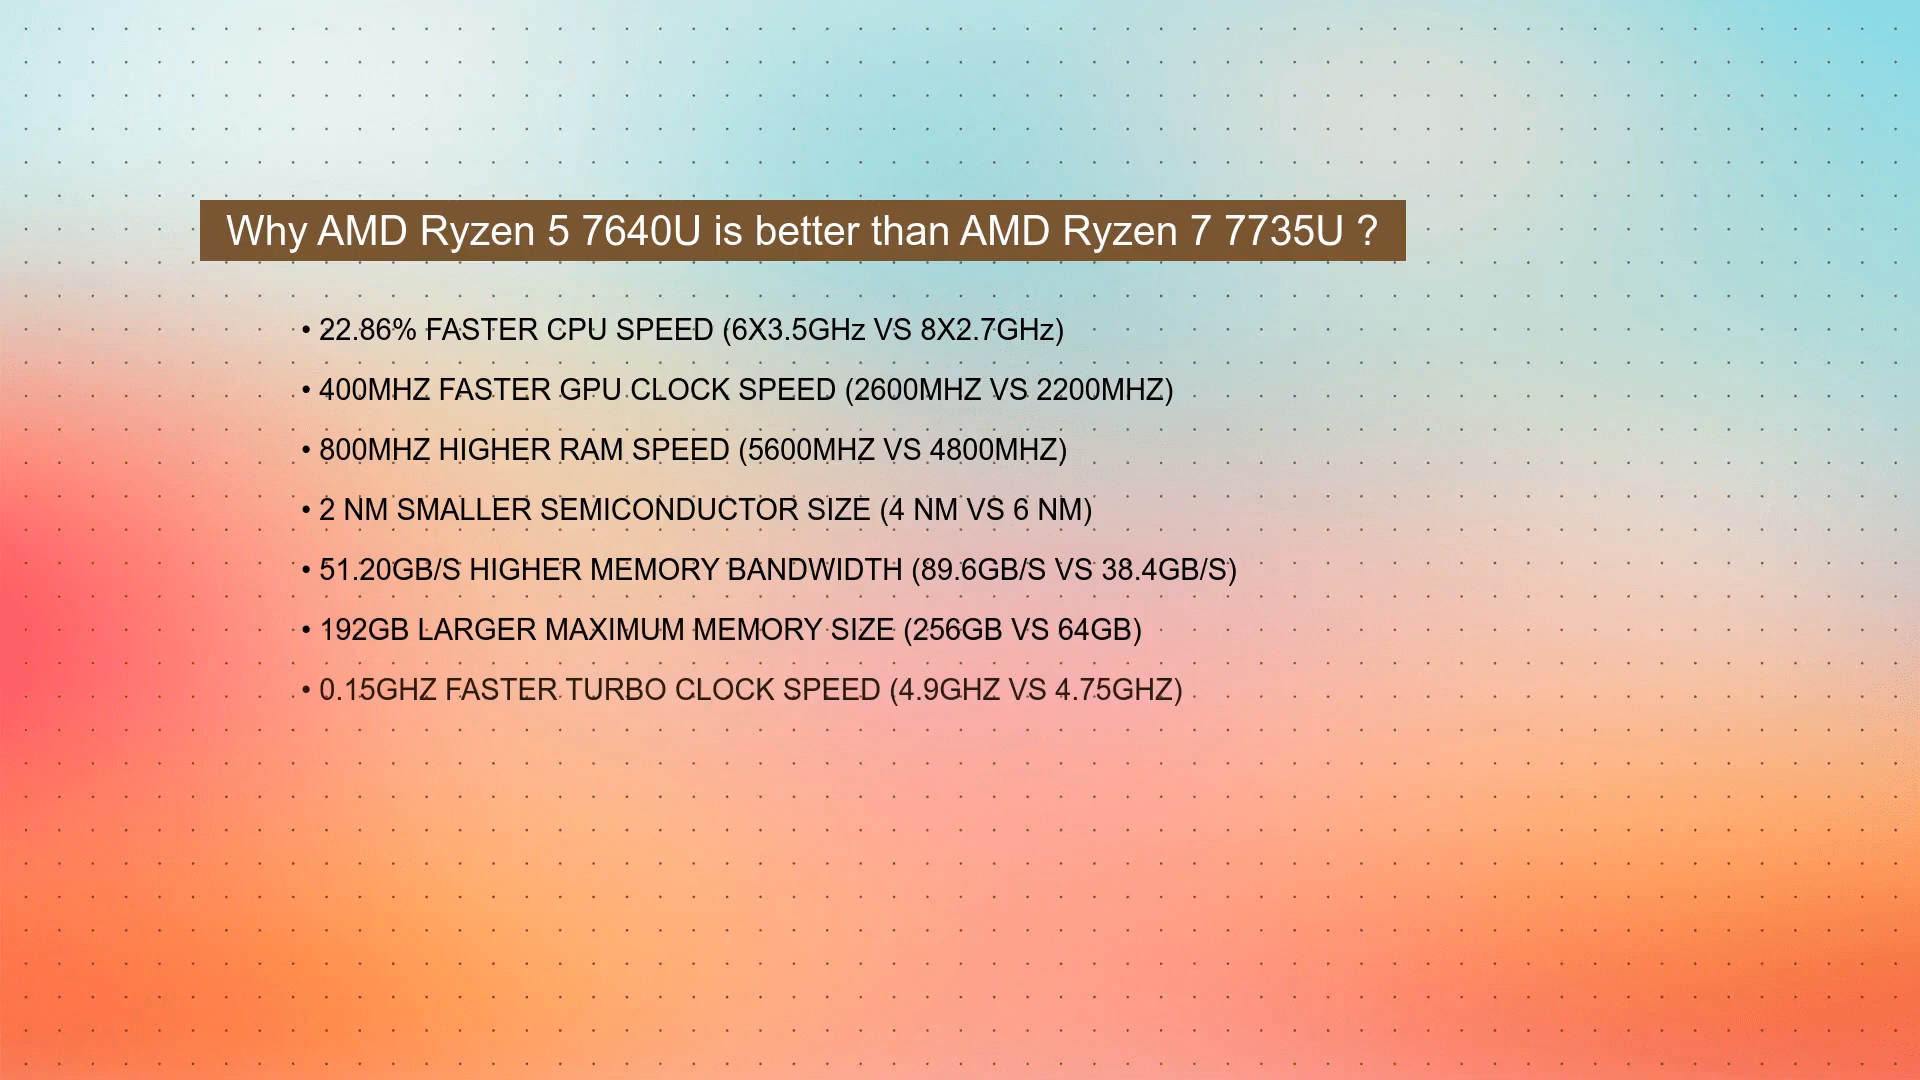 Why AMD Ryzen 5 7640U is better than AMD Ryzen 7 7735U ?
• 22.86% FASTER CPU SPEED (6X3.5GHz VS 8X2.7GHz)
• 400MHZ FASTER GPU CLOCK SPEED (2600MHZ VS 2200MHZ)
• 800MHZ HIGHER RAM SPEED (5600MHZ VS 4800MHZ)
• 2 NM SMALLER SEMICONDUCTOR SIZE (4 NM VS 6 NM)
• 51.20GB/S HIGHER MEMORY BANDWIDTH (89.6GB/S VS 38.4GB/S)
• 192GB LARGER MAXIMUM MEMORY SIZE (256GB VS 64GB)
• 0.15GHZ FASTER TURBO CLOCK SPEED (4.9GHZ VS 4.75GHZ)